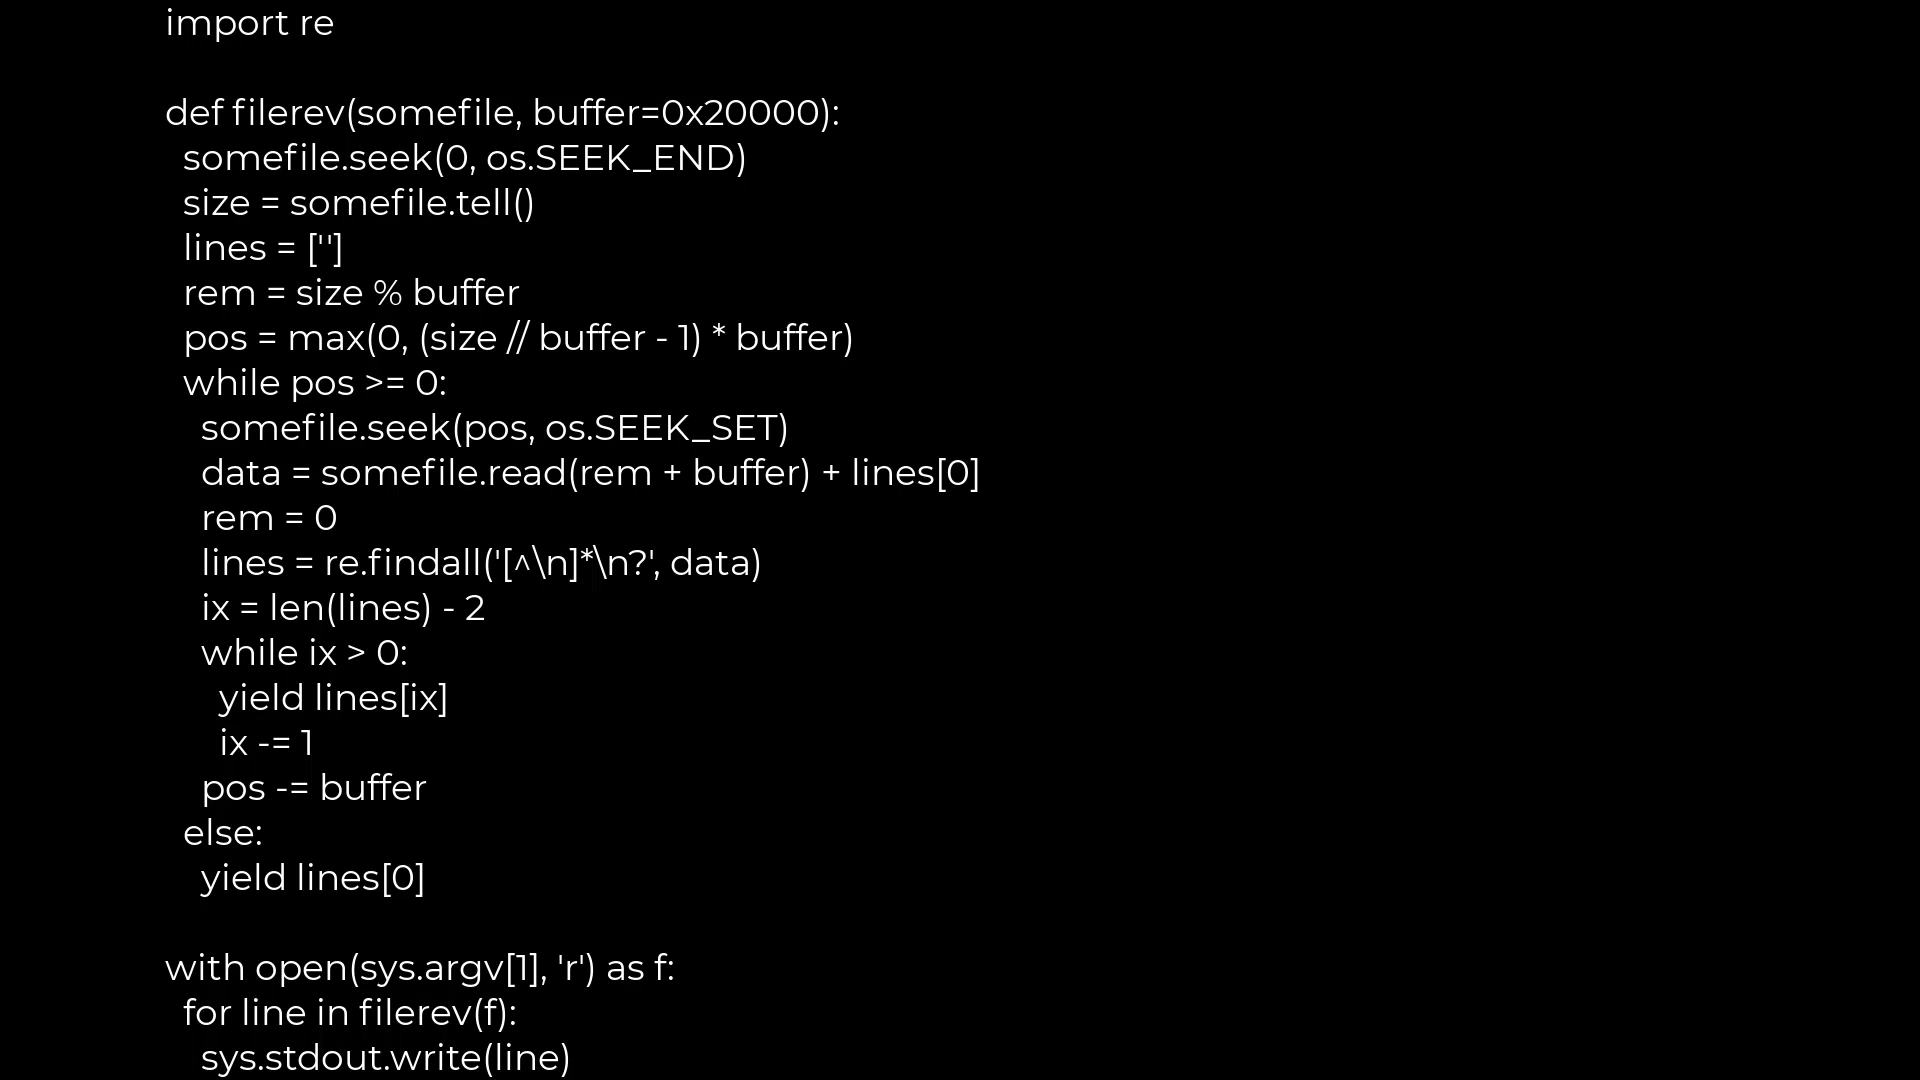 import re

def filerev(somefile, buffer=0x20000):
  somefile.seek(0, os.SEEK_END)
  size = somefile.tell()
  lines = ['']
  rem = size % buffer
  pos = max(0, (size // buffer - 1) * buffer)
  while pos >= 0:
    somefile.seek(pos, os.SEEK_SET)
    data = somefile.read(rem + buffer) + lines[0]
    rem = 0
    lines = re.findall('[^\n]*\n?', data)
    ix = len(lines) - 2
    while ix > 0:
      yield lines[ix]
      ix -= 1
    pos -= buffer
  else:
    yield lines[0]

with open(sys.argv[1], 'r') as f:
  for line in filerev(f):
    sys.stdout.write(line)